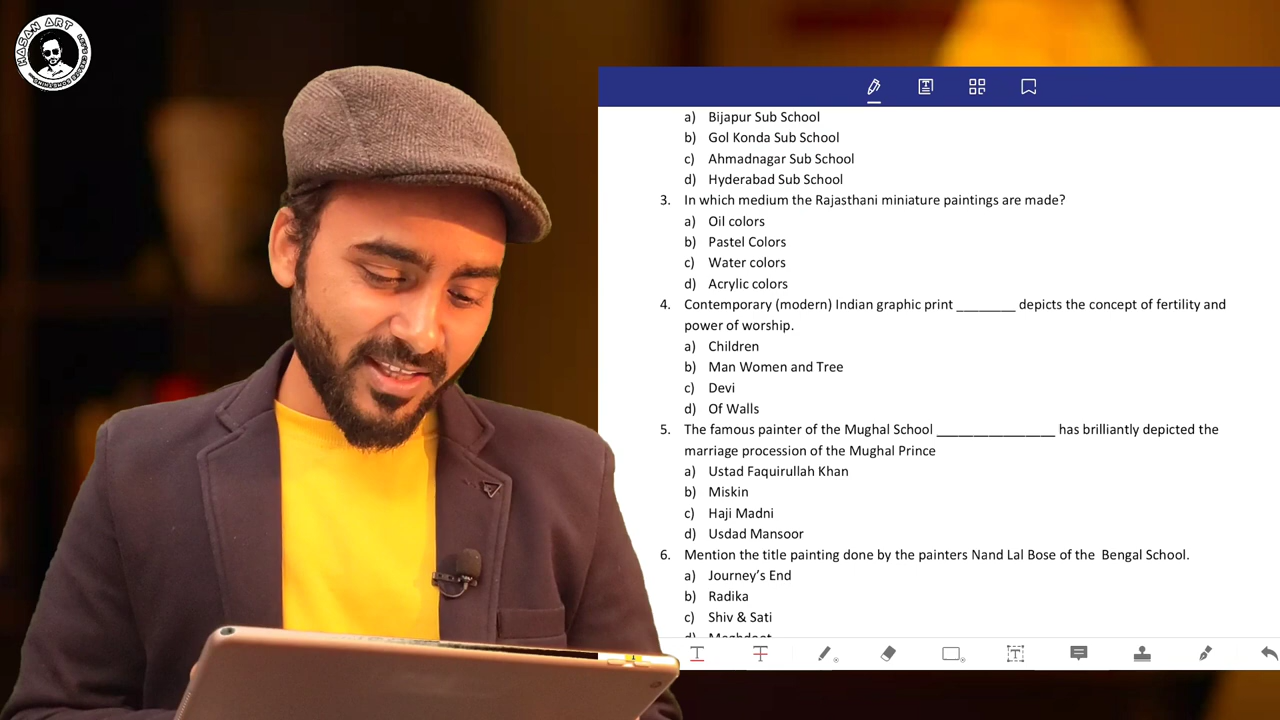 HASAN ART
a) Bijapur Sub School
b) Gol Konda Sub School
c) Ahmadnagar Sub School
d) Hyderabad Sub School
3. In which medium the Rajasthani miniature paintings are made?
a) Oil colors
b) Pastel Colors
c) Water colors
d) Acrylic colors
4. Contemporary (modern) Indian graphic print ________ depicts the concept of fertility and
power of worship.
a) Children
b) Man Women and Tree
c) Devi
d) Of Walls
5. The famous painter of the Mughal School ________________ has brilliantly depicted the
marriage procession of the Mughal Prince
a) Ustad Faquirullah Khan
b) Miskin
c) Haji Madni
d) Usdad Mansoor
6. Mention the title painting done by the painters Nand Lal Bose of the Bengal School.
a) Journey's End
b) Radika
c) Shiv & Sati
d) Meghdoot